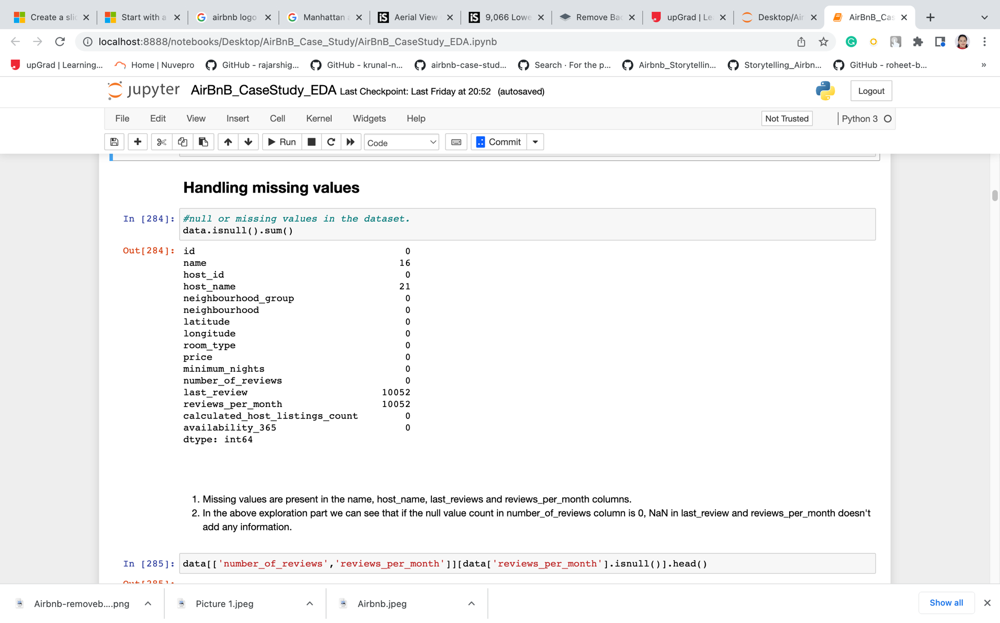 Create a slid
Start with a
airbnb logo
Manhattan a
Aerial View
9,066 Lowe
Remove Bac
upGrad | Lea
Desktop/Air
AirBnB_Cas
localhost:8888/notebooks/Desktop/AirBnB_Case_Study/AirBnB_CaseStudy_EDA.ipynb
upGrad | Learning...
Home | Nuvepro
GitHub - rajarshig...
GitHub - krunal-n...
airbnb-case-stud...
Search · For the p...
Airbnb_Storytellin...
Storytelling_Airbn...
GitHub - roheet-b...
»
jupyter AirBnB_CaseStudy_EDA Last Checkpoint: Last Friday at 20:52 (autosaved)
Logout
File Edit View Insert Cell Kernel Widgets Help
Not Trusted
Python 3
Run
Code
Commit
Handling missing values
In [284]: #null or missing values in the dataset.
data.isnull().sum()
Out[284]: id 0
name 16
host_id 0
host_name 21
neighbourhood_group 0
neighbourhood 0
latitude 0
longitude 0
room_type 0
price 0
minimum_nights 0
number_of_reviews 0
last_review 10052
reviews_per_month 10052
calculated_host_listings_count 0
availability_365 0
dtype: int64
1. Missing values are present in the name, host_name, last_reviews and reviews_per_month columns.
2. In the above exploration part we can see that if the null value count in number_of_reviews column is 0, NaN in last_review and reviews_per_month doesn't
add any information.
In [285]: data[['number_of_reviews','reviews_per_month']][data['reviews_per_month'].isnull()].head()
Out[285]:
Airbnb-removeb....png
Picture 1.jpeg
Airbnb.jpeg
Show all